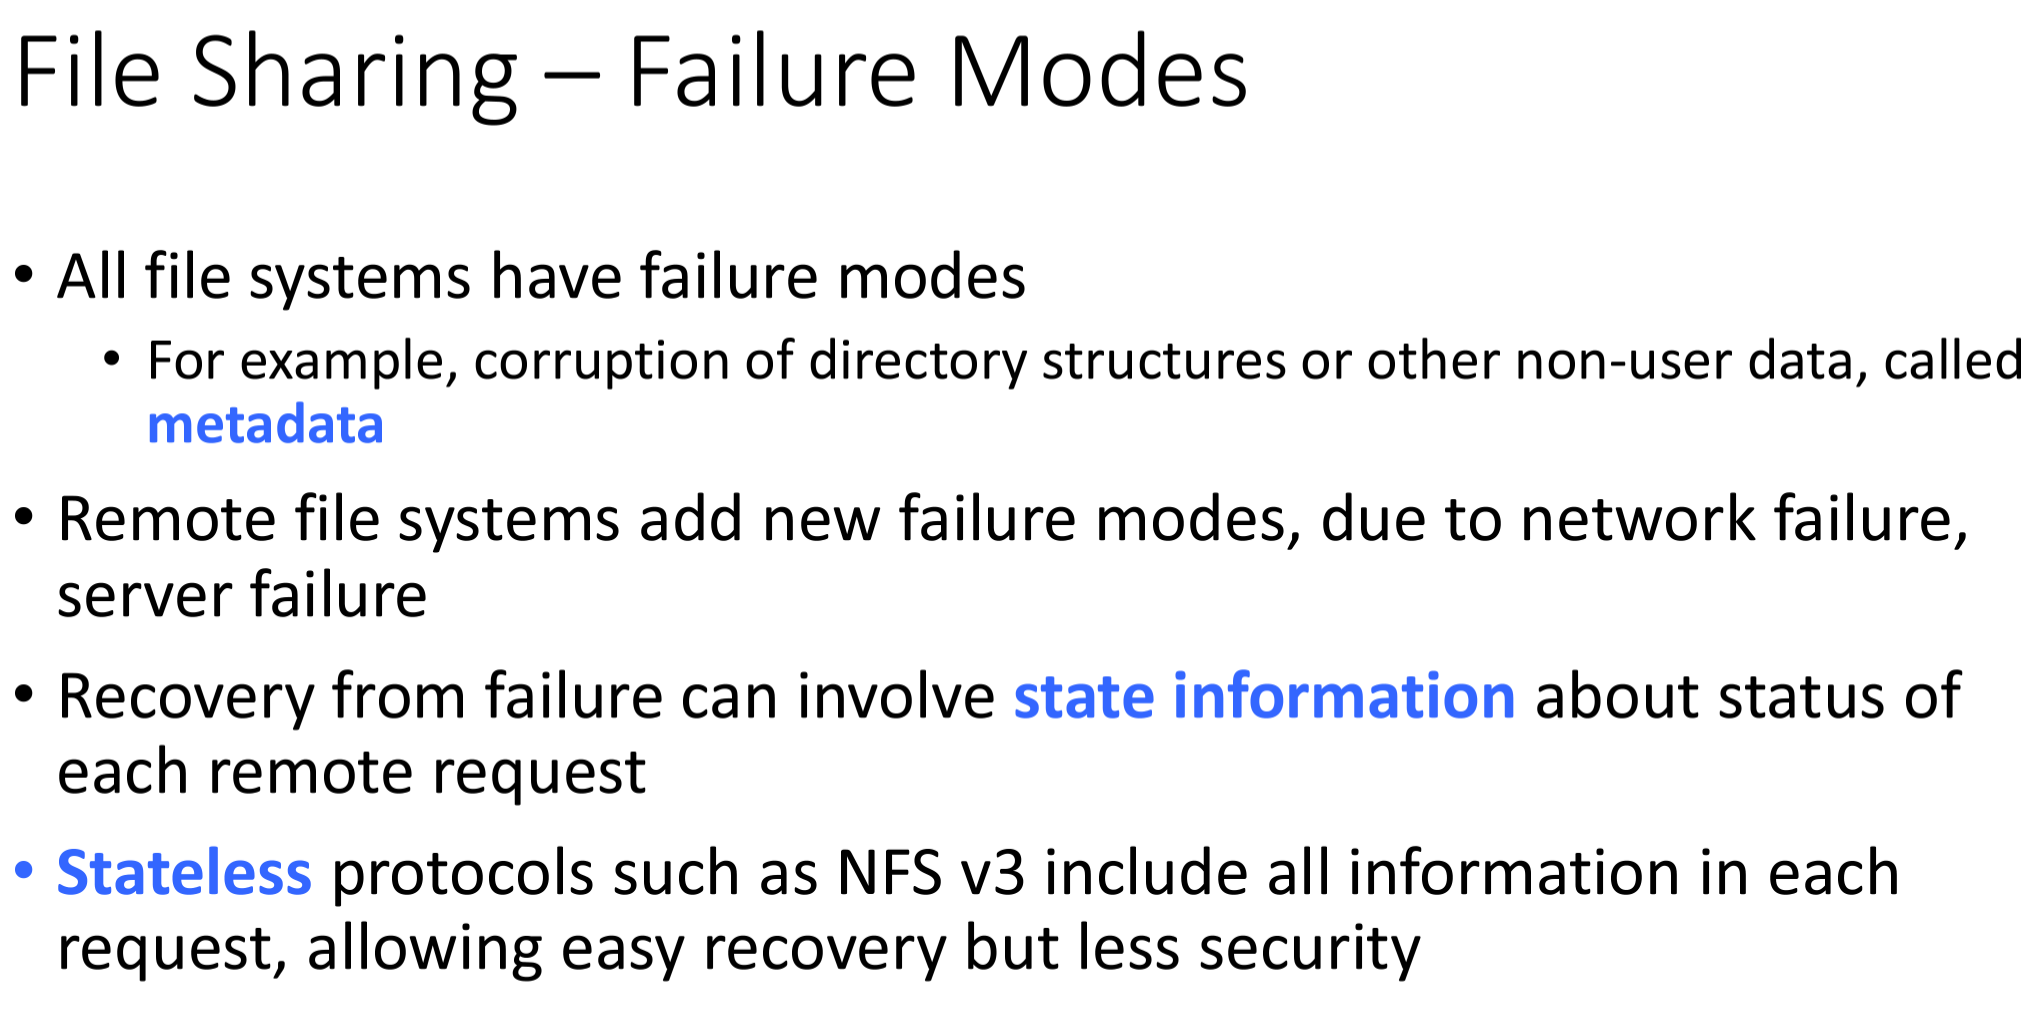 File Sharing – Failure Modes
• All file systems have failure modes
• For example, corruption of directory structures or other non-user data, called
metadata
• Remote file systems add new failure modes, due to network failure,
server failure
• Recovery from failure can involve state information about status of
each remote request
• Stateless protocols such as NFS v3 include all information in each
request, allowing easy recovery but less security